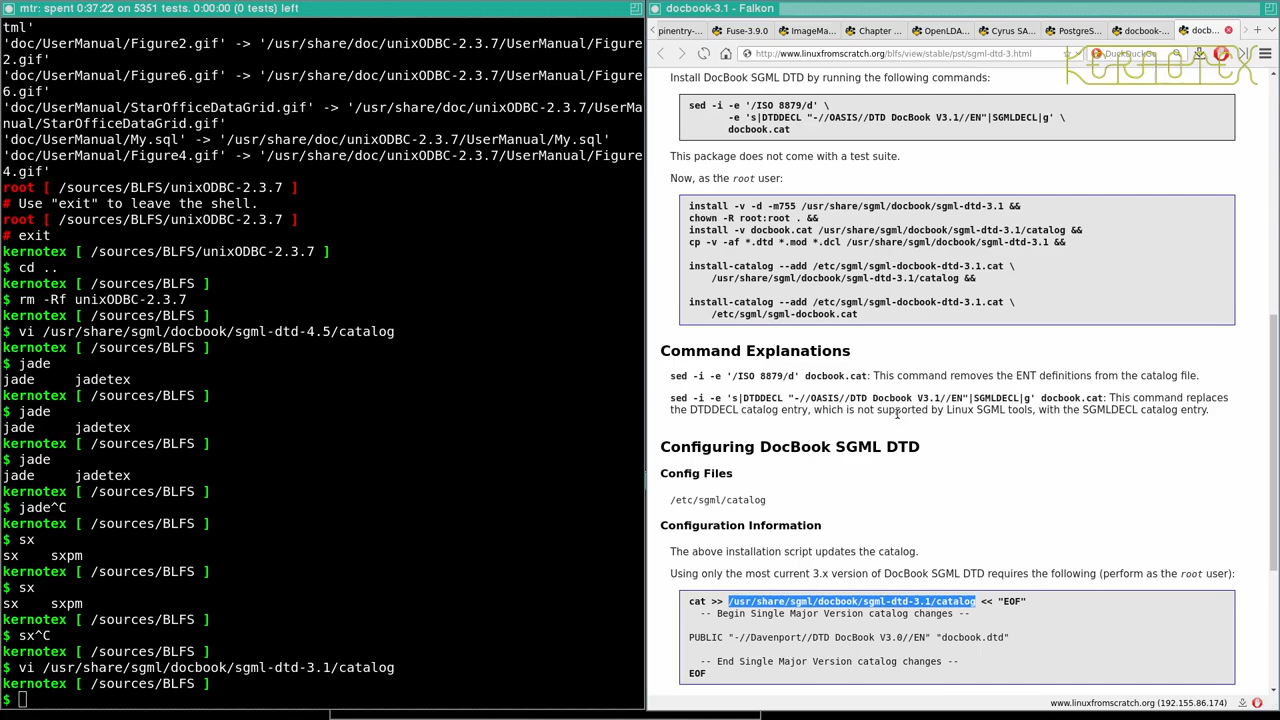 mtr: spent 0:37:22 on 5351 tests. 0:00:00 (0 tests) left
tml'
'doc/UserManual/Figure2.gif' -> '/usr/share/doc/unixODBC-2.3.7/UserManual/Figure
2.gif'
'doc/UserManual/Figure6.gif' -> '/usr/share/doc/unixODBC-2.3.7/UserManual/Figure
6.gif'
'doc/UserManual/StarOfficeDataGrid.gif' -> '/usr/share/doc/unixODBC-2.3.7/UserMa
nual/StarOfficeDataGrid.gif'
'doc/UserManual/My.sql' -> '/usr/share/doc/unixODBC-2.3.7/UserManual/My.sql'
'doc/UserManual/Figure4.gif' -> '/usr/share/doc/unixODBC-2.3.7/UserManual/Figure
4.gif'
root [ /sources/BLFS/unixODBC-2.3.7 ]
# Use "exit" to leave the shell.
root [ /sources/BLFS/unixODBC-2.3.7 ]
# exit
kernotex [ /sources/BLFS/unixODBC-2.3.7 ]
$ cd ..
kernotex [ /sources/BLFS ]
$ rm -Rf unixODBC-2.3.7
kernotex [ /sources/BLFS ]
$ vi /usr/share/sgml/docbook/sgml-dtd-4.5/catalog
kernotex [ /sources/BLFS ]
$ jade
jade    jadetex
kernotex [ /sources/BLFS ]
$ jade
jade    jadetex
kernotex [ /sources/BLFS ]
$ jade
jade    jadetex
kernotex [ /sources/BLFS ]
$ jade^C
kernotex [ /sources/BLFS ]
$ sx
sx    sxpm
kernotex [ /sources/BLFS ]
$ sx
sx    sxpm
kernotex [ /sources/BLFS ]
$ sx^C
kernotex [ /sources/BLFS ]
$ vi /usr/share/sgml/docbook/sgml-dtd-3.1/catalog
kernotex [ /sources/BLFS ]
$
docbook-3.1 - Falkon
pinentry-... Fuse-3.9.0 ImageMa... Chapter ... OpenLDA... Cyrus SA... PostgreS... docbook-... docb...
http://www.linuxfromscratch.org/blfs/view/stable/pst/sgml-dtd-3.html DuckDuckGo
KERNOTEX
Install DocBook SGML DTD by running the following commands:
sed -i -e '/ISO 8879/d' \
-e 's|DTDDECL "-//OASIS//DTD DocBook V3.1//EN"|SGMLDECL|g' \
docbook.cat
This package does not come with a test suite.
Now, as the root user:
install -v -d -m755 /usr/share/sgml/docbook/sgml-dtd-3.1 &&
chown -R root:root . &&
install -v docbook.cat /usr/share/sgml/docbook/sgml-dtd-3.1/catalog &&
cp -v -af *.dtd *.mod *.dcl /usr/share/sgml/docbook/sgml-dtd-3.1 &&
install-catalog --add /etc/sgml/sgml-docbook-dtd-3.1.cat \
/usr/share/sgml/docbook/sgml-dtd-3.1/catalog &&
install-catalog --add /etc/sgml/sgml-docbook-dtd-3.1.cat \
/etc/sgml/sgml-docbook.cat
Command Explanations
sed -i -e '/ISO 8879/d' docbook.cat: This command removes the ENT definitions from the catalog file.
sed -i -e 's|DTDDECL "-//OASIS//DTD Docbook V3.1//EN"|SGMLDECL|g' docbook.cat: This command replaces
the DTDDECL catalog entry, which is not supported by Linux SGML tools, with the SGMLDECL catalog entry.
Configuring DocBook SGML DTD
Config Files
/etc/sgml/catalog
Configuration Information
The above installation script updates the catalog.
Using only the most current 3.x version of DocBook SGML DTD requires the following (perform as the root user):
cat >> /usr/share/sgml/docbook/sgml-dtd-3.1/catalog << "EOF"
-- Begin Single Major Version catalog changes --
PUBLIC "-//Davenport//DTD DocBook V3.0//EN" "docbook.dtd"
-- End Single Major Version catalog changes --
EOF
www.linuxfromscratch.org (192.155.86.174)